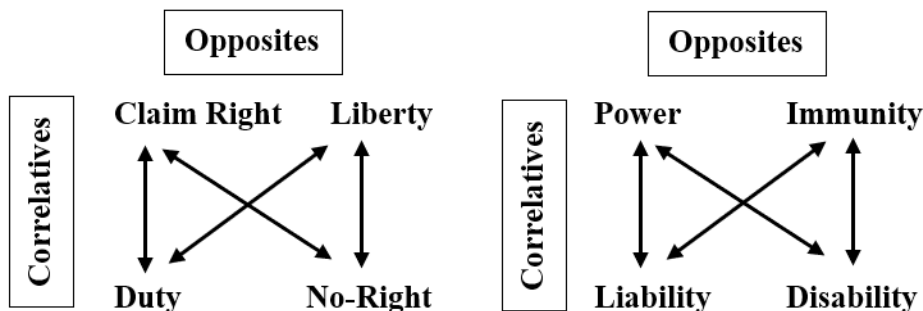 Opposites
Correlatives
Claim Right Liberty
Duty No-Right
Opposites
Correlatives
Power Immunity
Liability Disability